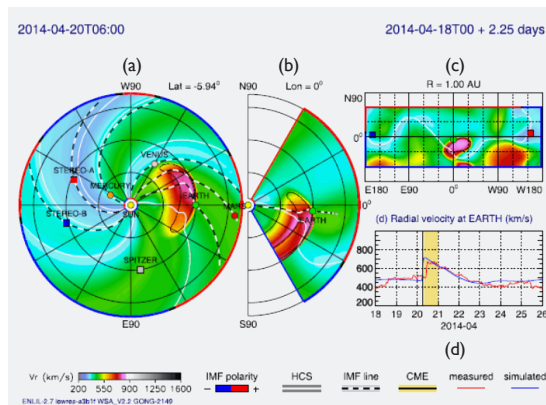 2014-04-20T06:00
2014-04-18T00 + 2.25 days
(a)
(b)
(c)
W90
Lat = -5.94°
N90
Lon = 0°
R = 1.00 AU
N90
0°
S90
E180 E90 0° W90 W180
VENUS
STEREO-A
MERCURY
EARTH
SUN
MARS
STEREO-B
SPITZER
E90
EARTH
0°
S90
(d) Radial velocity at EARTH (km/s)
800
600
400
200
18 19 20 21 22 23 24 25 26
2014-04
(d)
Vr (km/s)
200 550 900 1250 1600
IMF polarity
− +
HCS
IMF line
CME
measured
simulated
ENLIL-2.7 lowres-a3b1f WSA_V2.2 GONG-2149